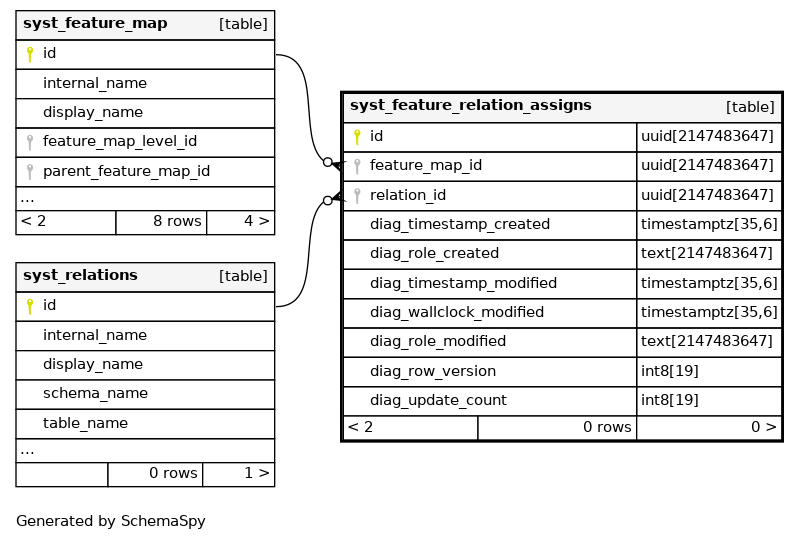 syst_feature_map [table]
id
internal_name
display_name
feature_map_level_id
parent_feature_map_id
...
< 2 8 rows 4 >
syst_relations [table]
id
internal_name
display_name
schema_name
table_name
...
0 rows 1 >
syst_feature_relation_assigns [table]
id uuid[2147483647]
feature_map_id uuid[2147483647]
relation_id uuid[2147483647]
diag_timestamp_created timestamptz[35,6]
diag_role_created text[2147483647]
diag_timestamp_modified timestamptz[35,6]
diag_wallclock_modified timestamptz[35,6]
diag_role_modified text[2147483647]
diag_row_version int8[19]
diag_update_count int8[19]
< 2 0 rows 0 >
Generated by SchemaSpy